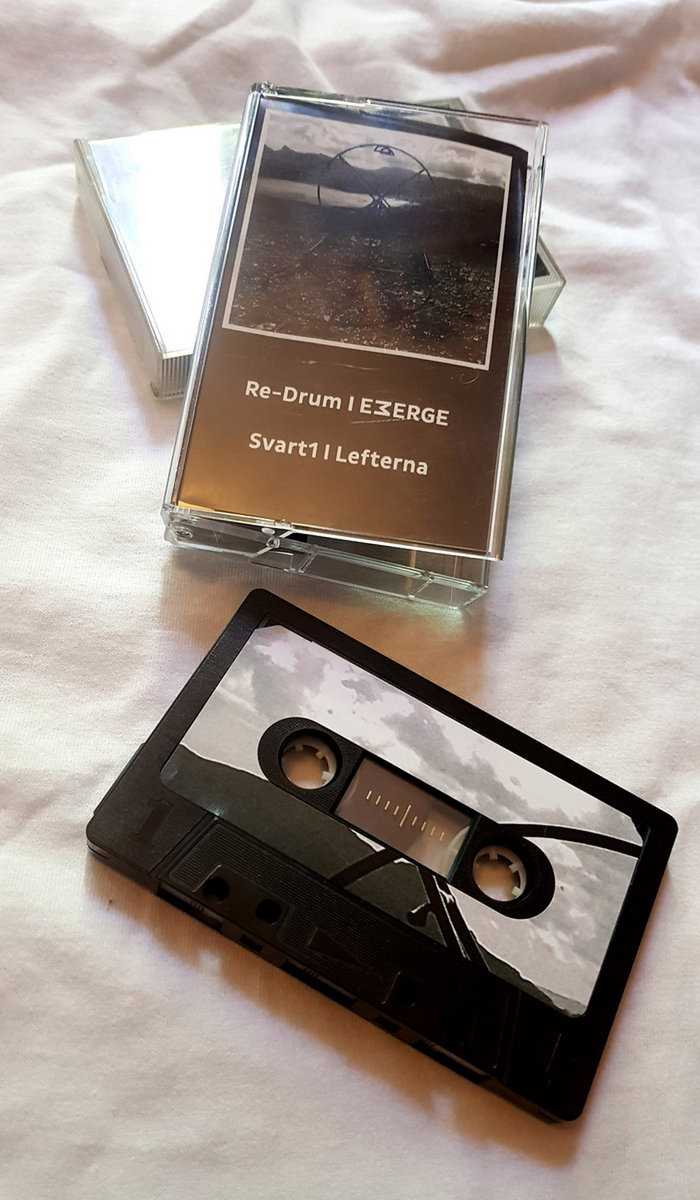 Re-Drum | EMERGE
Svart1 | Lefterna